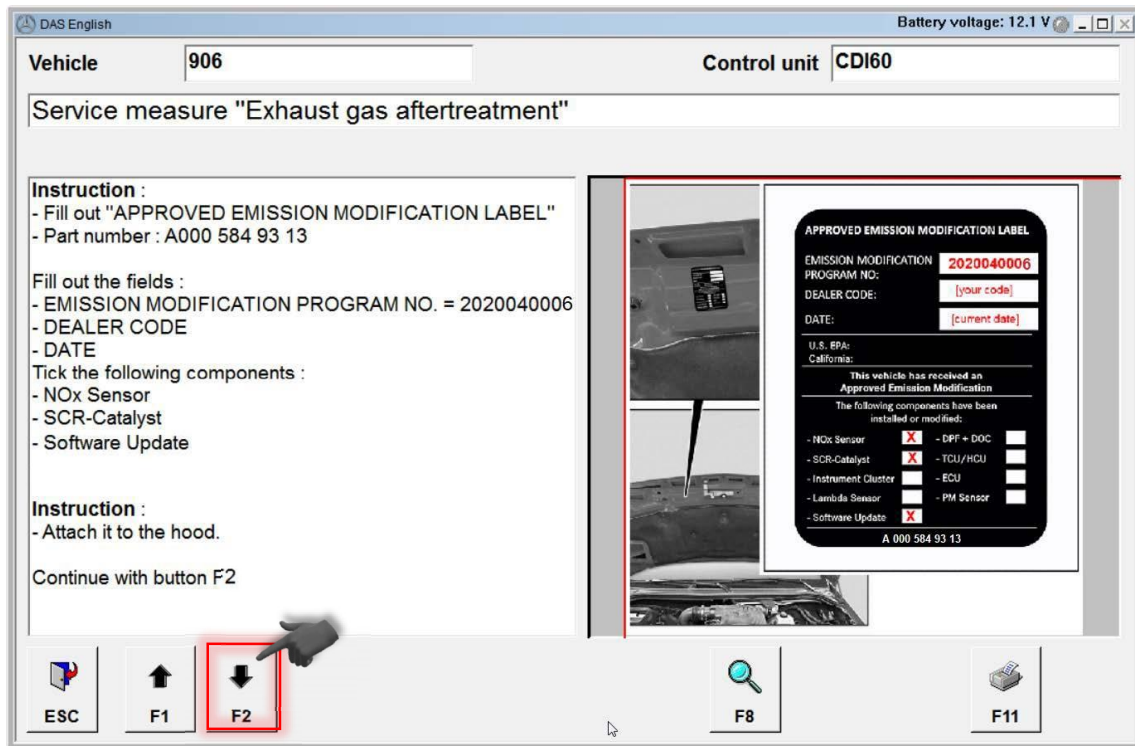 DAS English
Battery voltage: 12.1 V
Vehicle
906
Control unit
CDI60
Service measure "Exhaust gas aftertreatment"
Instruction :
- Fill out "APPROVED EMISSION MODIFICATION LABEL"
- Part number : A000 584 93 13
Fill out the fields :
- EMISSION MODIFICATION PROGRAM NO. = 2020040006
- DEALER CODE
- DATE
Tick the following components :
- NOx Sensor
- SCR-Catalyst
- Software Update
Instruction :
- Attach it to the hood.
Continue with button F2
APPROVED EMISSION MODIFICATION LABEL
EMISSION MODIFICATION
PROGRAM NO:
2020040006
DEALER CODE:
[your code]
DATE:
[current date]
U.S. EPA:
California:
This vehicle has received an
Approved Emission Modification
The following components have been
installed or modified:
- NOx Sensor X - DPF + DOC
- SCR-Catalyst X - TCU/HCU
- Instrument Cluster - ECU
- Lambda Sensor - PM Sensor
- Software Update X
A 000 584 93 13
ESC
F1
F2
F8
F11